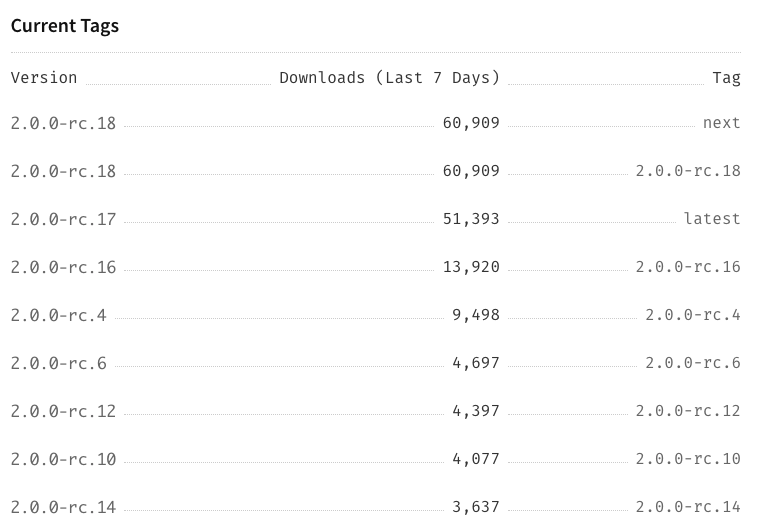 Current Tags
Version Downloads (Last 7 Days) Tag
2.0.0-rc.18 60,909 next
2.0.0-rc.18 60,909 2.0.0-rc.18
2.0.0-rc.17 51,393 latest
2.0.0-rc.16 13,920 2.0.0-rc.16
2.0.0-rc.4 9,498 2.0.0-rc.4
2.0.0-rc.6 4,697 2.0.0-rc.6
2.0.0-rc.12 4,397 2.0.0-rc.12
2.0.0-rc.10 4,077 2.0.0-rc.10
2.0.0-rc.14 3,637 2.0.0-rc.14